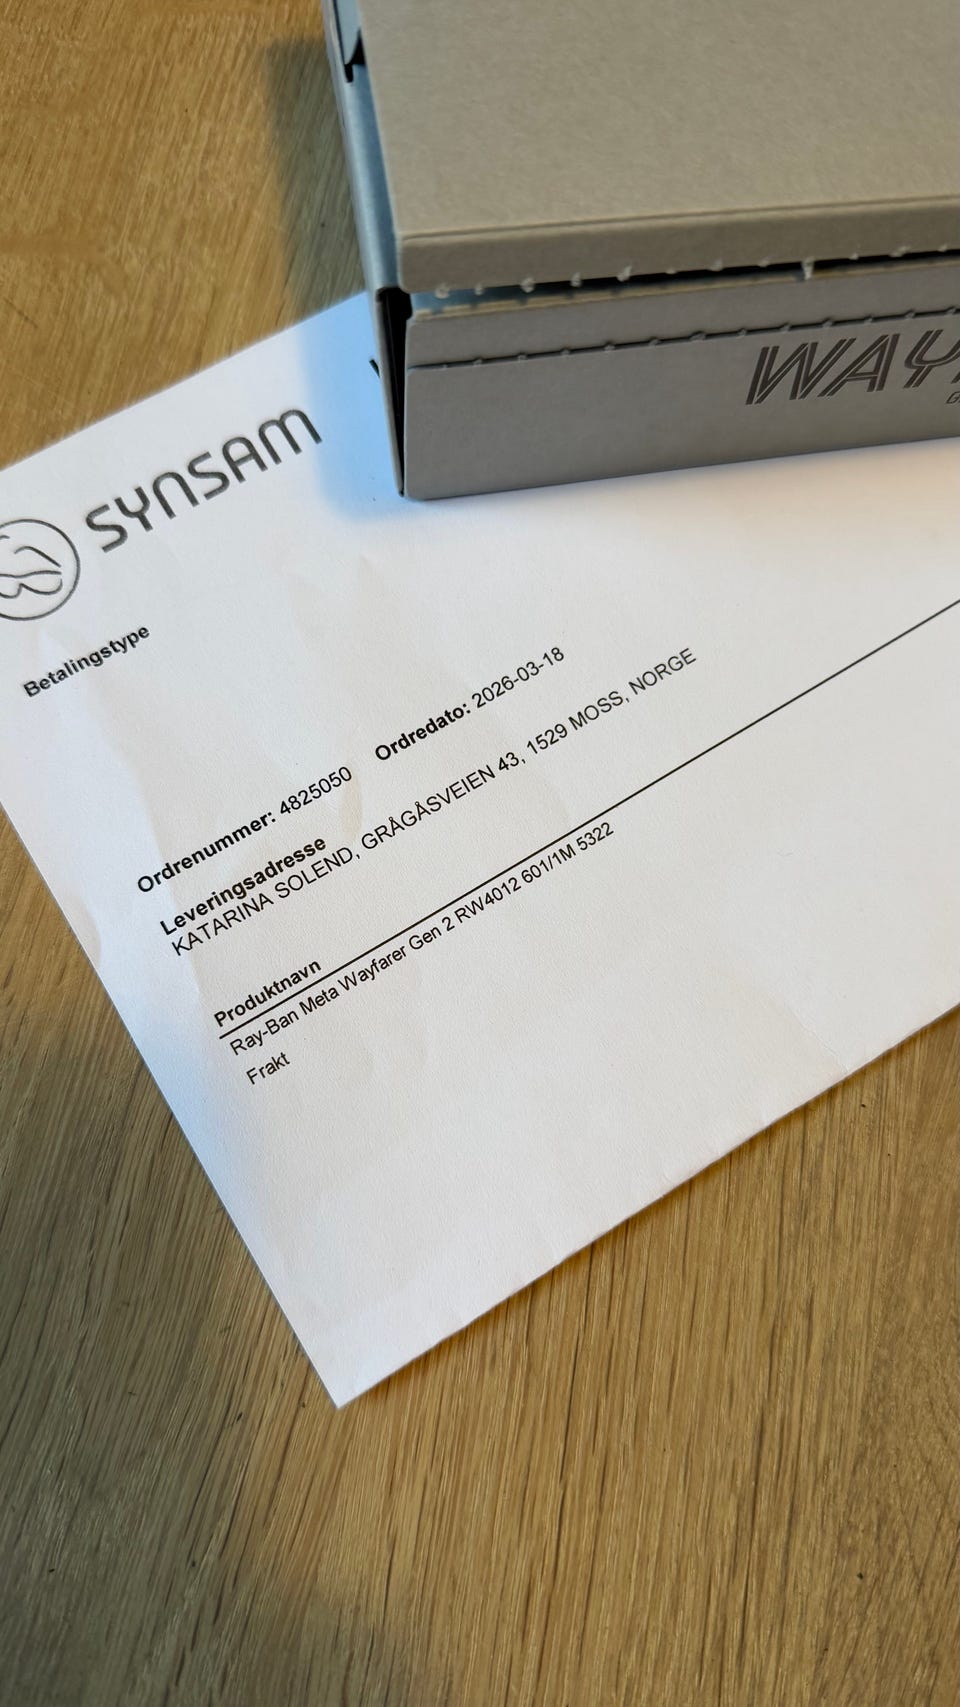 WAY
SYNSAM
Betalingstype
Ordrenummer: 4825050 Ordredato: 2026-03-18
Leveringsadresse
KATARINA SOLEND, GRÅGÅSVEIEN 43, 1529 MOSS, NORGE
Produktnavn
Ray-Ban Meta Wayfarer Gen 2 RW4012 601/1M 5322
Frakt